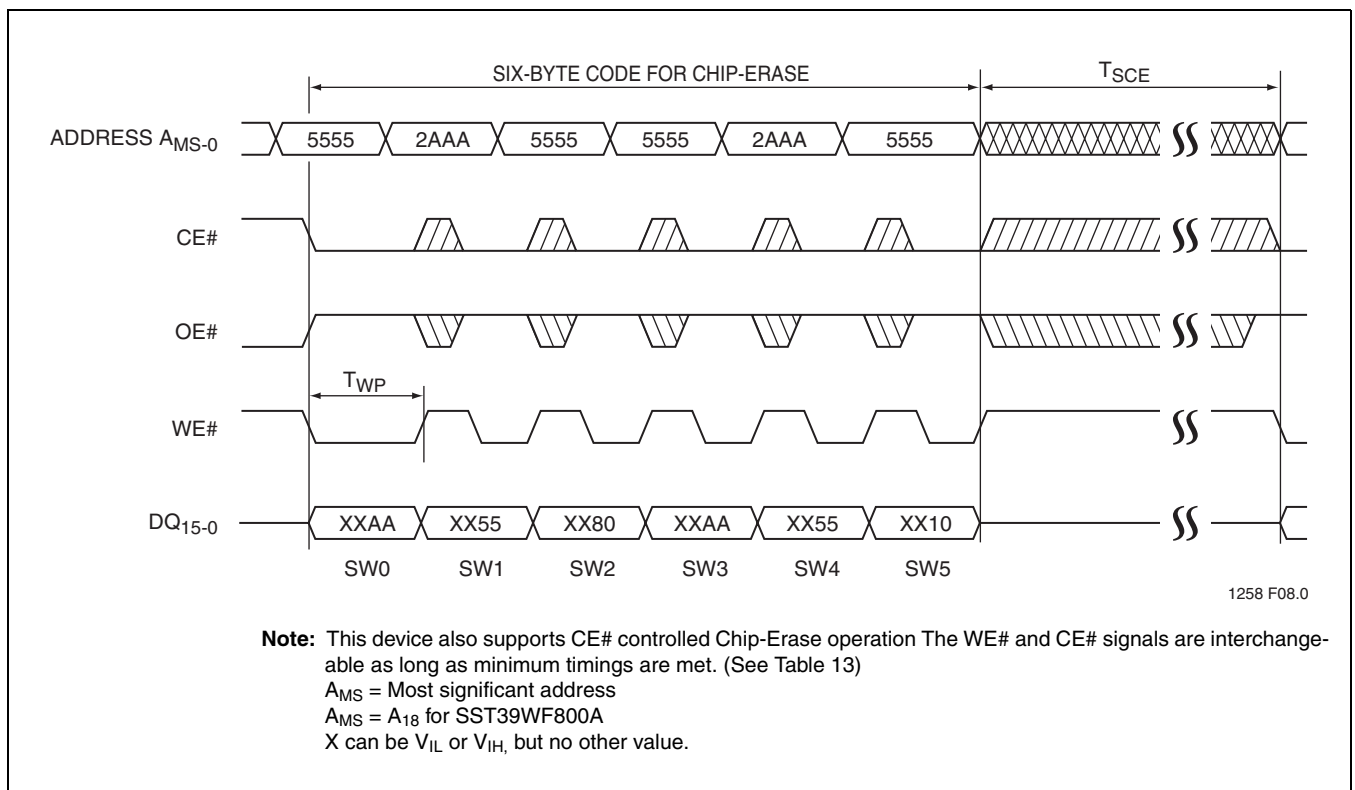 SIX-BYTE CODE FOR CHIP-ERASE TSCE
ADDRESS AMS-0 5555 2AAA 5555 5555 2AAA 5555
CE#
OE#
TWP
WE#
DQ15-0 XXAA XX55 XX80 XXAA XX55 XX10
SW0 SW1 SW2 SW3 SW4 SW5
1258 F08.0
Note: This device also supports CE# controlled Chip-Erase operation The WE# and CE# signals are interchange-
able as long as minimum timings are met. (See Table 13)
AMS = Most significant address
AMS = A18 for SST39WF800A
X can be VIL or VIH, but no other value.